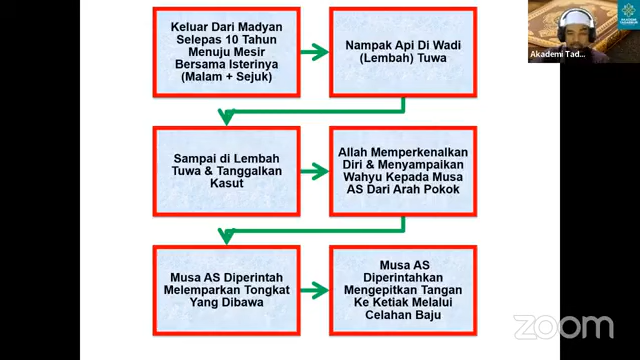 Keluar Dari Madyan
Selepas 10 Tahun
Menuju Mesir
Bersama Isterinya
(Malam + Sejuk)
Nampak Api Di Wadi
(Lembah) Tuwa
Sampai di Lembah
Tuwa & Tanggalkan
Kasut
Allah Memperkenalkan
Diri & Menyampaikan
Wahyu Kepada Musa
AS Dari Arah Pokok
Musa AS Diperintah
Melemparkan Tongkat
Yang Dibawa
Musa AS
Diperintahkan
Mengepitkan Tangan
Ke Ketiak Melalui
Celahan Baju
Akademi Tad...
zoom